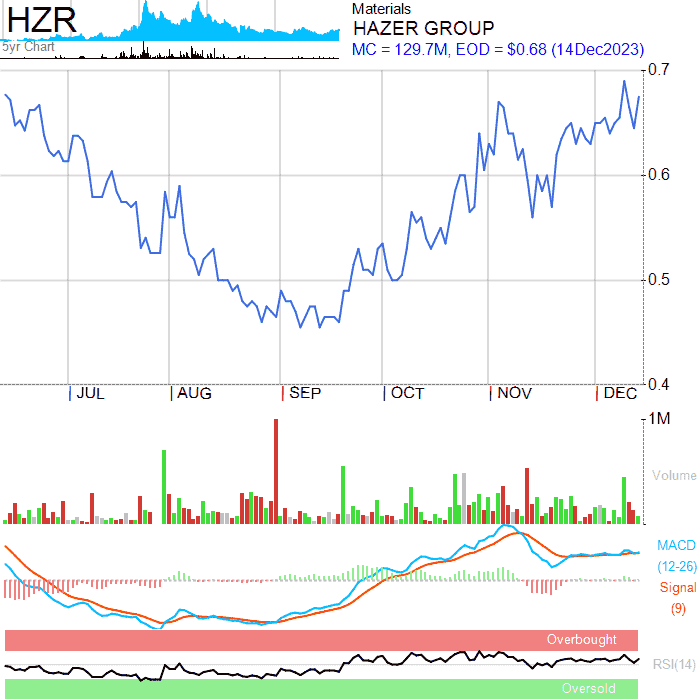 HZR
5yr Chart
Materials
HAZER GROUP
MC = 129.7M, EOD = $0.68 (14Dec2023)
0.7
0.6
0.5
0.4
JUL AUG SEP OCT NOV DEC
1M
Volume
MACD
(12-26)
Signal
(9)
Overbought
RSI(14)
Oversold